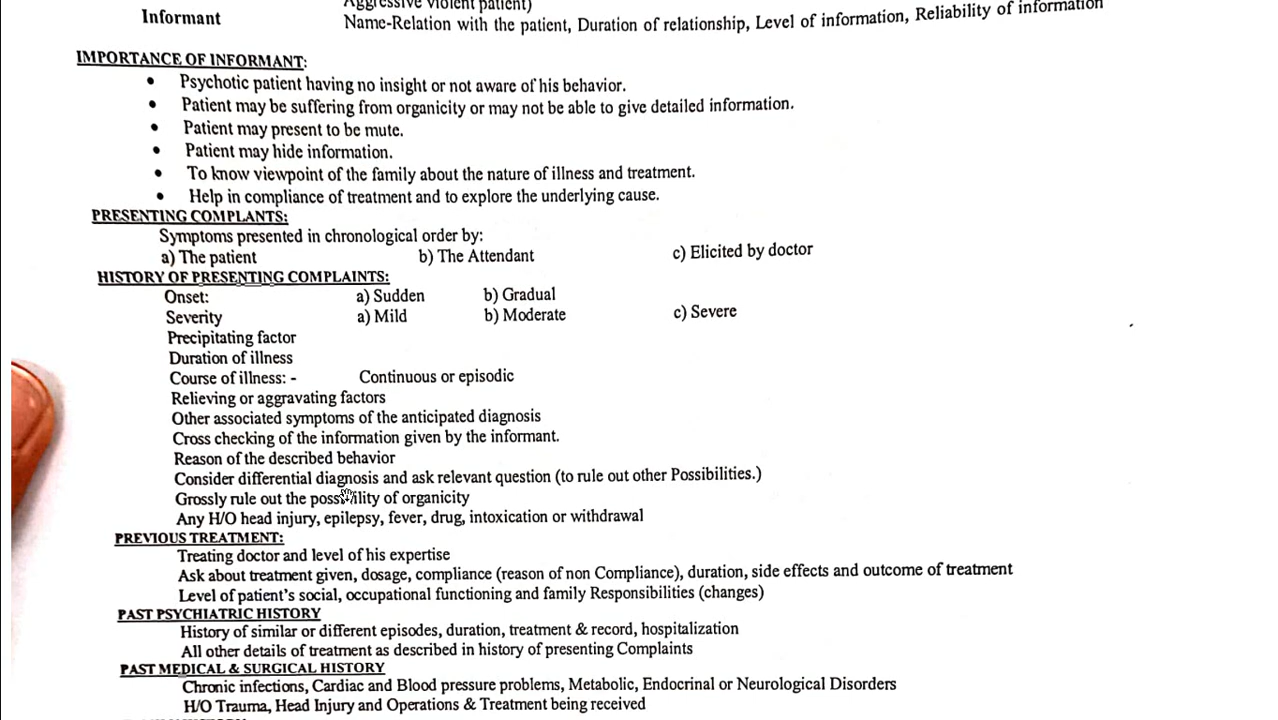 Aggressive violent patient)
Informant Name-Relation with the patient, Duration of relationship, Level of information, Reliability of information
IMPORTANCE OF INFORMANT:
• Psychotic patient having no insight or not aware of his behavior.
• Patient may be suffering from organicity or may not be able to give detailed information.
• Patient may present to be mute.
• Patient may hide information.
• To know viewpoint of the family about the nature of illness and treatment.
• Help in compliance of treatment and to explore the underlying cause.
PRESENTING COMPLANTS:
Symptoms presented in chronological order by:
a) The patient b) The Attendant c) Elicited by doctor
HISTORY OF PRESENTING COMPLAINTS:
Onset: a) Sudden b) Gradual
Severity a) Mild b) Moderate c) Severe
Precipitating factor
Duration of illness
Course of illness: - Continuous or episodic
Relieving or aggravating factors
Other associated symptoms of the anticipated diagnosis
Cross checking of the information given by the informant.
Reason of the described behavior
Consider differential diagnosis and ask relevant question (to rule out other Possibilities.)
Grossly rule out the possibility of organicity
Any H/O head injury, epilepsy, fever, drug, intoxication or withdrawal
PREVIOUS TREATMENT:
Treating doctor and level of his expertise
Ask about treatment given, dosage, compliance (reason of non Compliance), duration, side effects and outcome of treatment
Level of patient's social, occupational functioning and family Responsibilities (changes)
PAST PSYCHIATRIC HISTORY
History of similar or different episodes, duration, treatment & record, hospitalization
All other details of treatment as described in history of presenting Complaints
PAST MEDICAL & SURGICAL HISTORY
Chronic infections, Cardiac and Blood pressure problems, Metabolic, Endocrinal or Neurological Disorders
H/O Trauma, Head Injury and Operations & Treatment being received